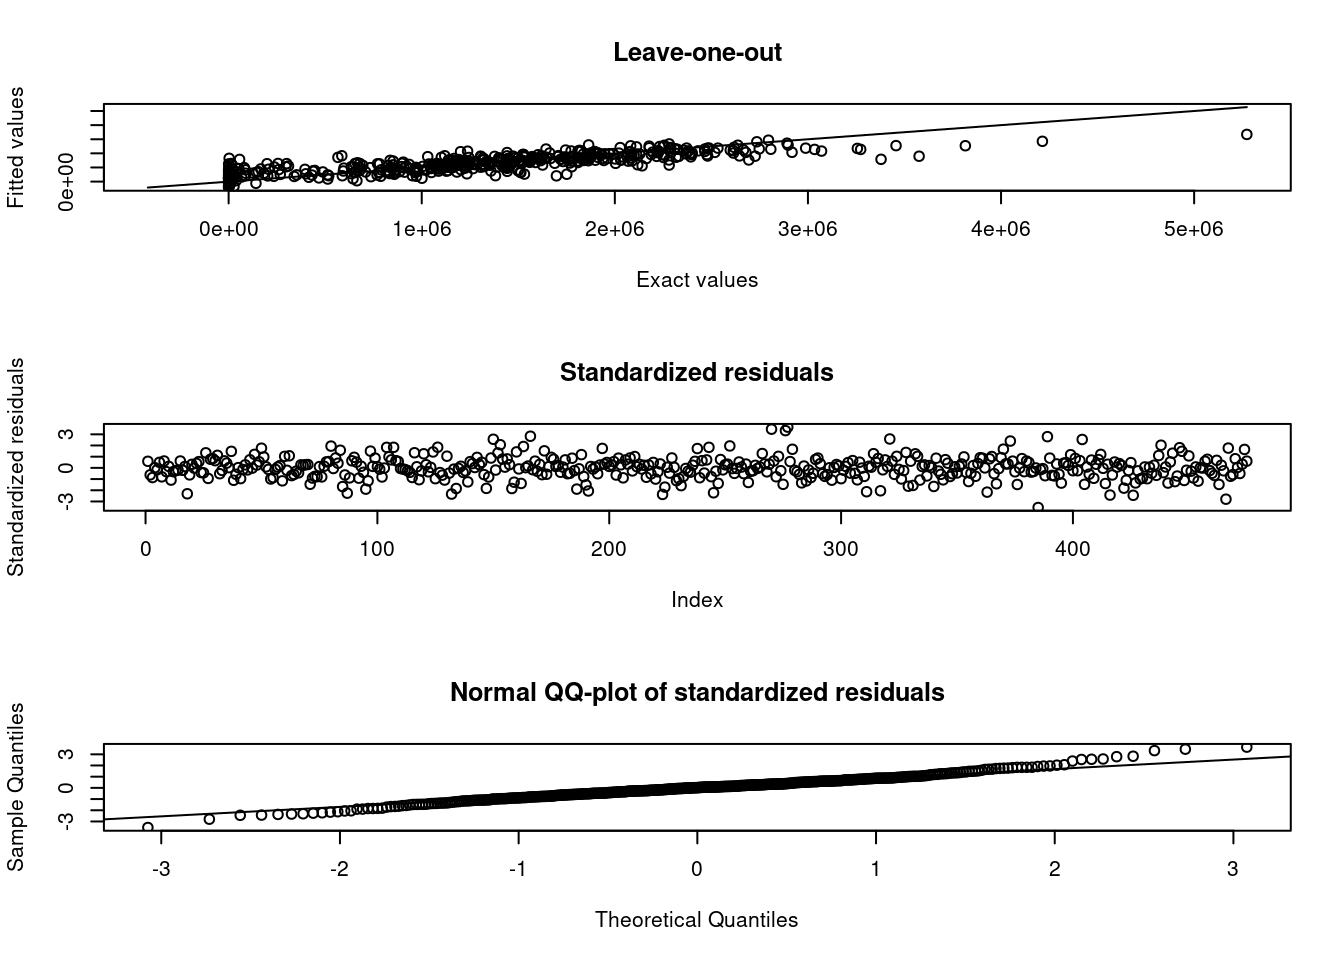 Leave-one-out
Fitted values
0e+00
0e+00 1e+06 2e+06 3e+06 4e+06 5e+06
Exact values
Standardized residuals
Standardized residuals
3
0
-3
0 100 200 300 400
Index
Normal QQ-plot of standardized residuals
Sample Quantiles
3
0
-3
-3 -2 -1 0 1 2 3
Theoretical Quantiles